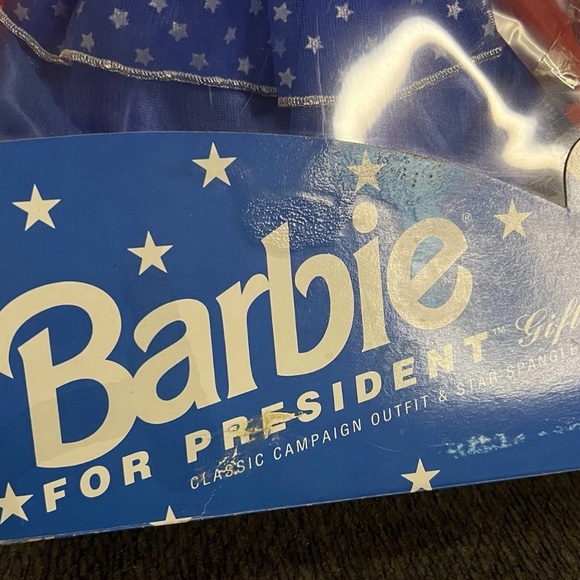 Barbie®
FOR PRESIDENT™ Gift
CLASSIC CAMPAIGN OUTFIT & STAR SPANGLE